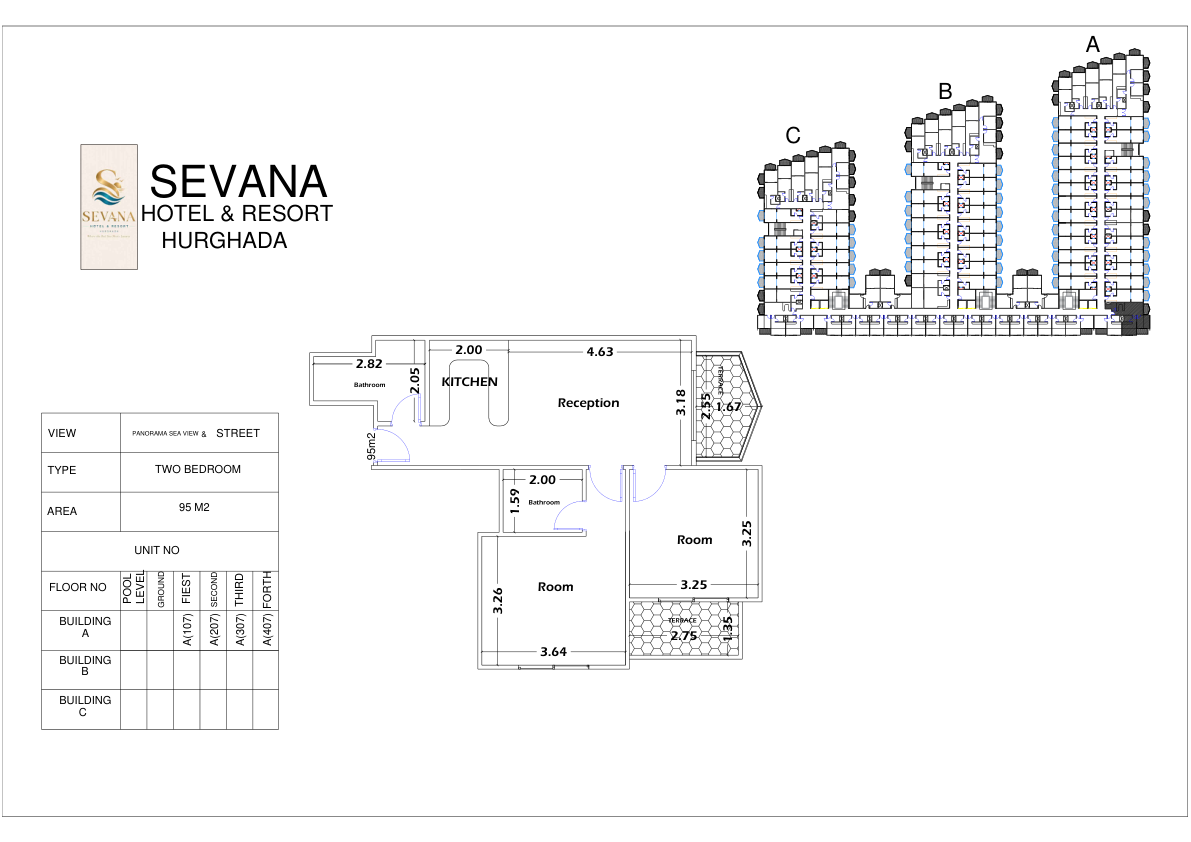 A
B
C
SEVANA
HOTEL & RESORT
HURGHADA
SEVANA
HOTEL & RESORT
HURGHADA
2.00
4.63
2.82
2.05
Bathroom
KITCHEN
Reception
3.18
TERRACE
2.55
1.67
95m2
2.00
1.59
Bathroom
Room
3.25
3.25
Room
3.26
3.64
TERRACE
2.75
1.35
VIEW PANORAMA SEA VIEW & STREET
TYPE TWO BEDROOM
AREA 95 M2
UNIT NO
FLOOR NO POOL LEVEL GROUND FIEST SECOND THIRD FORTH
BUILDING A A(107) A(207) A(307) A(407)
BUILDING B
BUILDING C